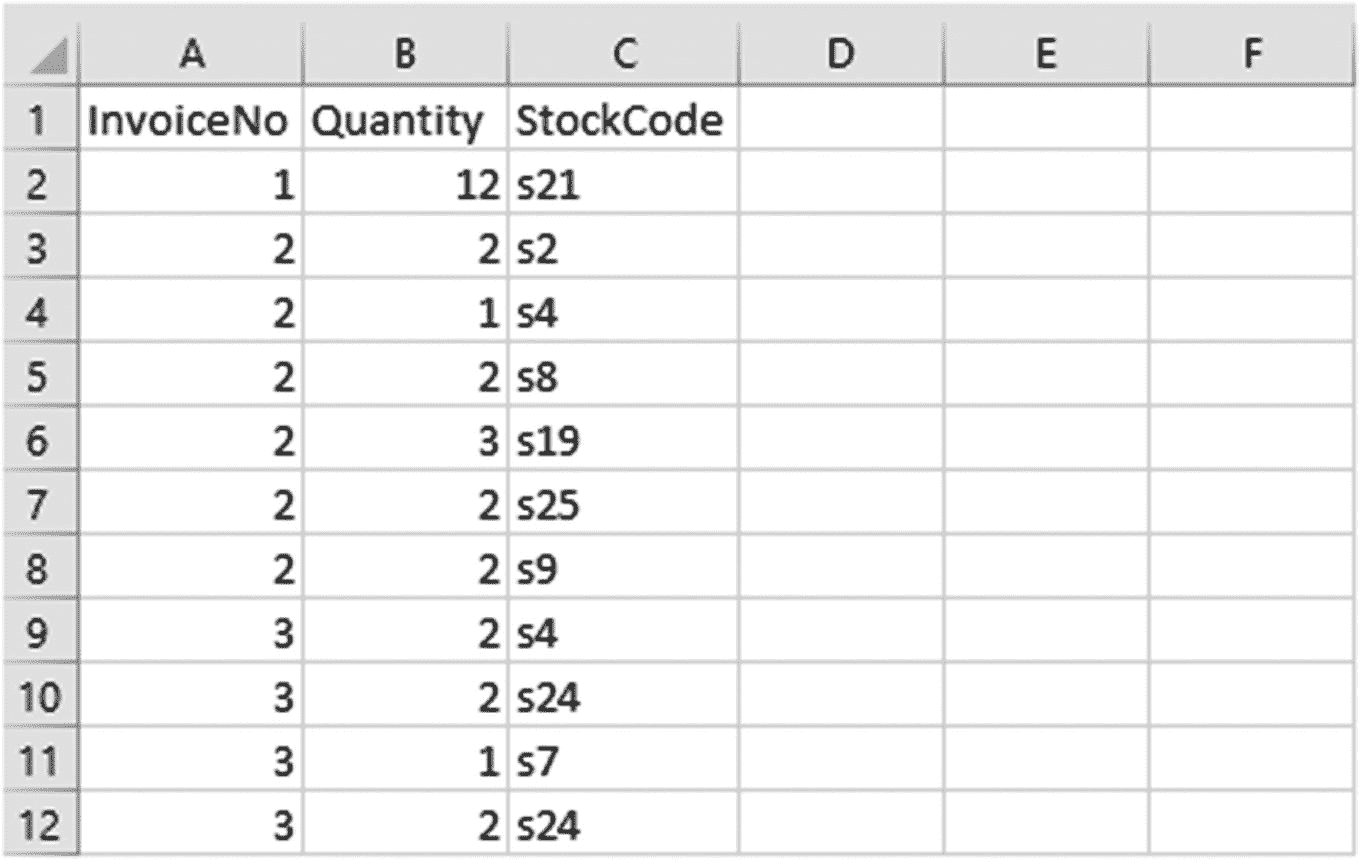 A B C D E F
1 InvoiceNo Quantity StockCode
2 1 12 s21
3 2 2 s2
4 2 1 s4
5 2 2 s8
6 2 3 s19
7 2 2 s25
8 2 2 s9
9 3 2 s4
10 3 2 s24
11 3 1 s7
12 3 2 s24